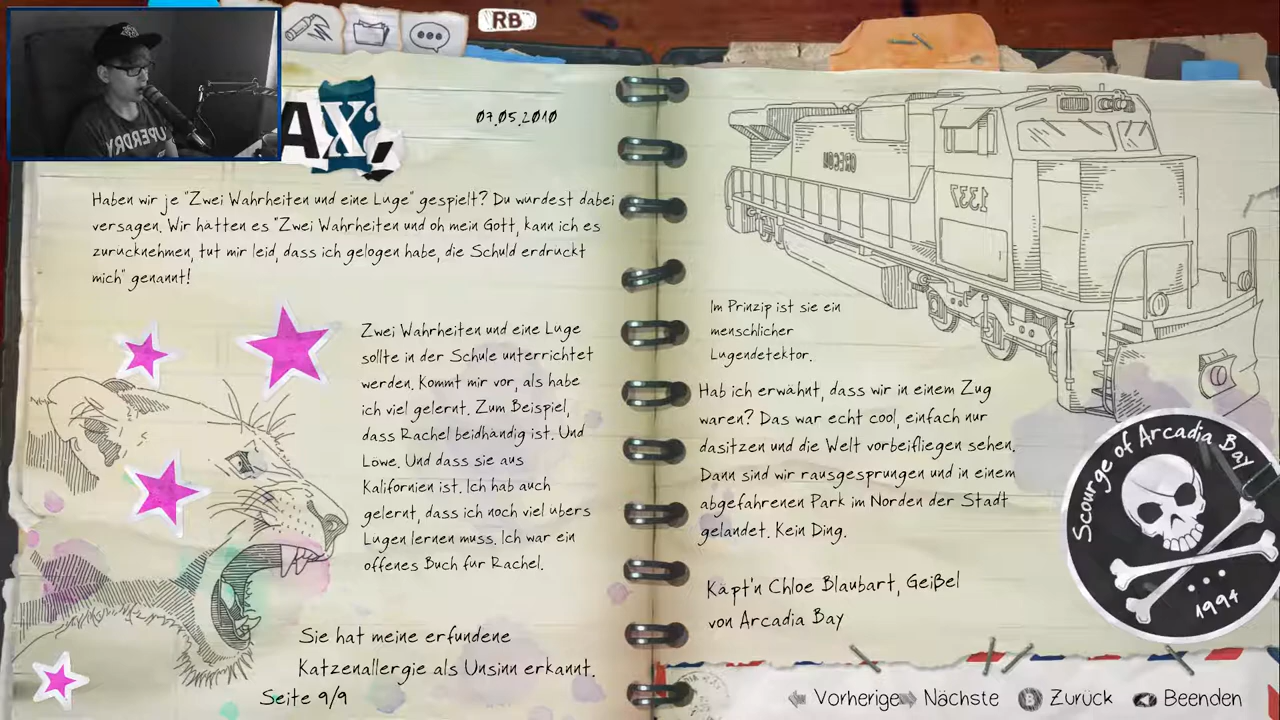 RB
SUPERDRY
AX,
07.05.2010
Haben wir je "Zwei Wahrheiten und eine Luge" gespielt? Du wurdest dabei
versagen. Wir hatten es "Zwei Wahrheiten und oh mein Gott, kann ich es
zurucknehmen, tut mir leid, dass ich gelogen habe, die Schuld erdruckt
mich" genannt!
Zwei Wahrheiten und eine Luge
sollte in der Schule unterrichtet
werden. Kommt mir vor, als habe
ich viel gelernt. Zum Beispiel,
dass Rachel beidhandig ist. Und
Lowe. Und dass sie aus
Kalifornien ist. Ich hab auch
gelernt, dass ich noch viel ubers
Lugen lernen muss. Ich war ein
offenes Buch fur Rachel.
Sie hat meine erfundene
Katzenallergie als Unsinn erkannt.
Seite 9/9
OREGON
1337
Im Prinzip ist sie ein
menschlicher
Lugendetektor.
Hab ich erwahnt, dass wir in einem Zug
waren? Das war echt cool, einfach nur
dasitzen und die Welt vorbeifliegen sehen.
Dann sind wir rausgesprungen und in einem
abgefahrenen Park im Norden der Stadt
gelandet. Kein Ding.
Kapt'n Chloe Blaubart, Geißel
von Arcadia Bay
Scourge of Arcadia Bay
1994
Vorherige Nächste B Zurück Beenden